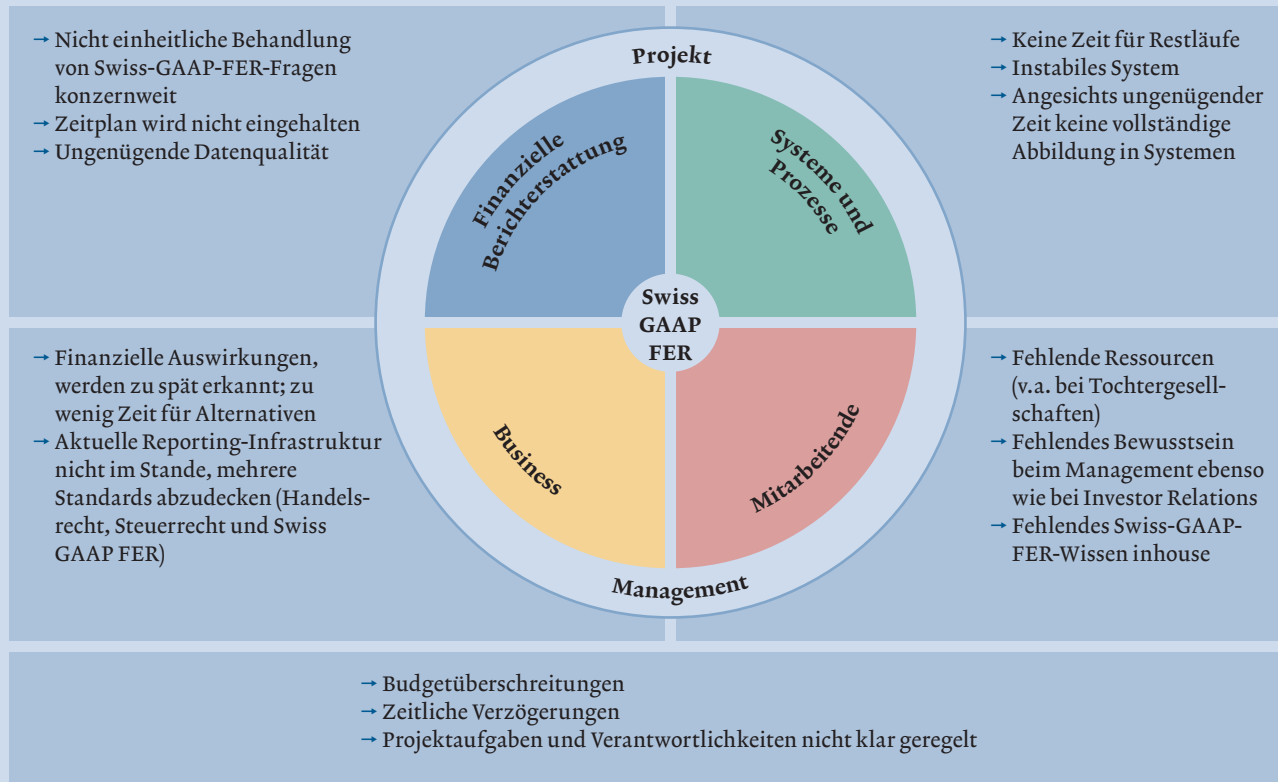 → Nicht einheitliche Behandlung
von Swiss-GAAP-FER-Fragen
konzernweit
→ Zeitplan wird nicht eingehalten
→ Ungenügende Datenqualität
Projekt
→ Keine Zeit für Restläufe
→ Instabiles System
→ Angesichts ungenügender
Zeit keine vollständige
Abbildung in Systemen
Finanzielle
Berichterstattung
Systeme und
Prozesse
Swiss
GAAP
FER
→ Finanzielle Auswirkungen,
werden zu spät erkannt; zu
wenig Zeit für Alternativen
→ Aktuelle Reporting-Infrastruktur
nicht im Stande, mehrere
Standards abzudecken (Handels-
recht, Steuerrecht und Swiss
GAAP FER)
Business
Mitarbeitende
→ Fehlende Ressourcen
(v.a. bei Tochtergesell-
schaften)
→ Fehlendes Bewusstsein
beim Management ebenso
wie bei Investor Relations
→ Fehlendes Swiss-GAAP-
FER-Wissen inhouse
Management
→ Budgetüberschreitungen
→ Zeitliche Verzögerungen
→ Projektaufgaben und Verantwortlichkeiten nicht klar geregelt